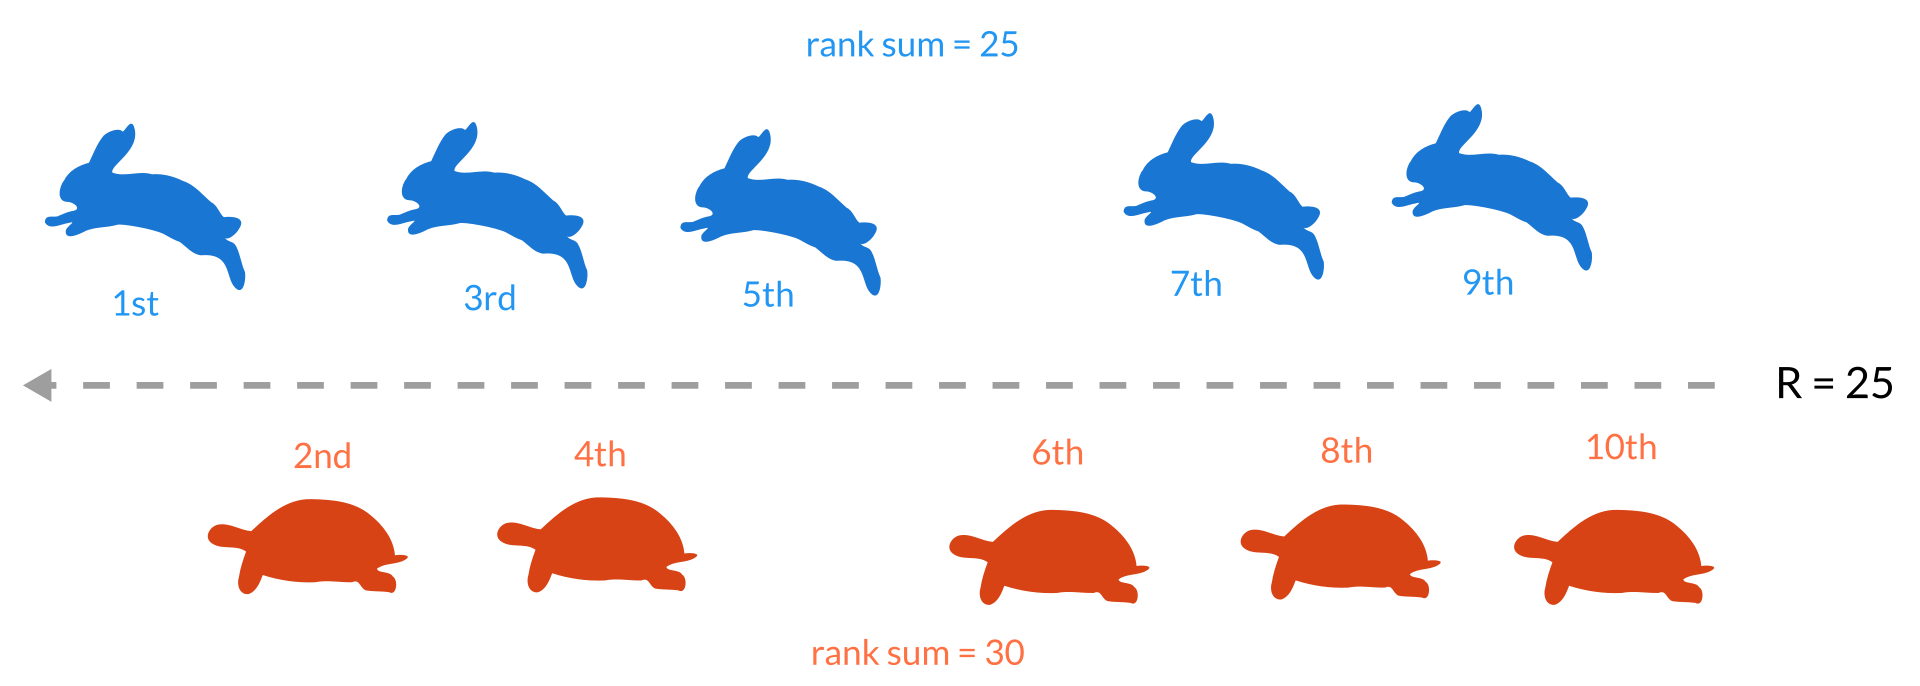 rank sum = 25
1st
3rd
5th
7th
9th
R = 25
2nd
4th
6th
8th
10th
rank sum = 30